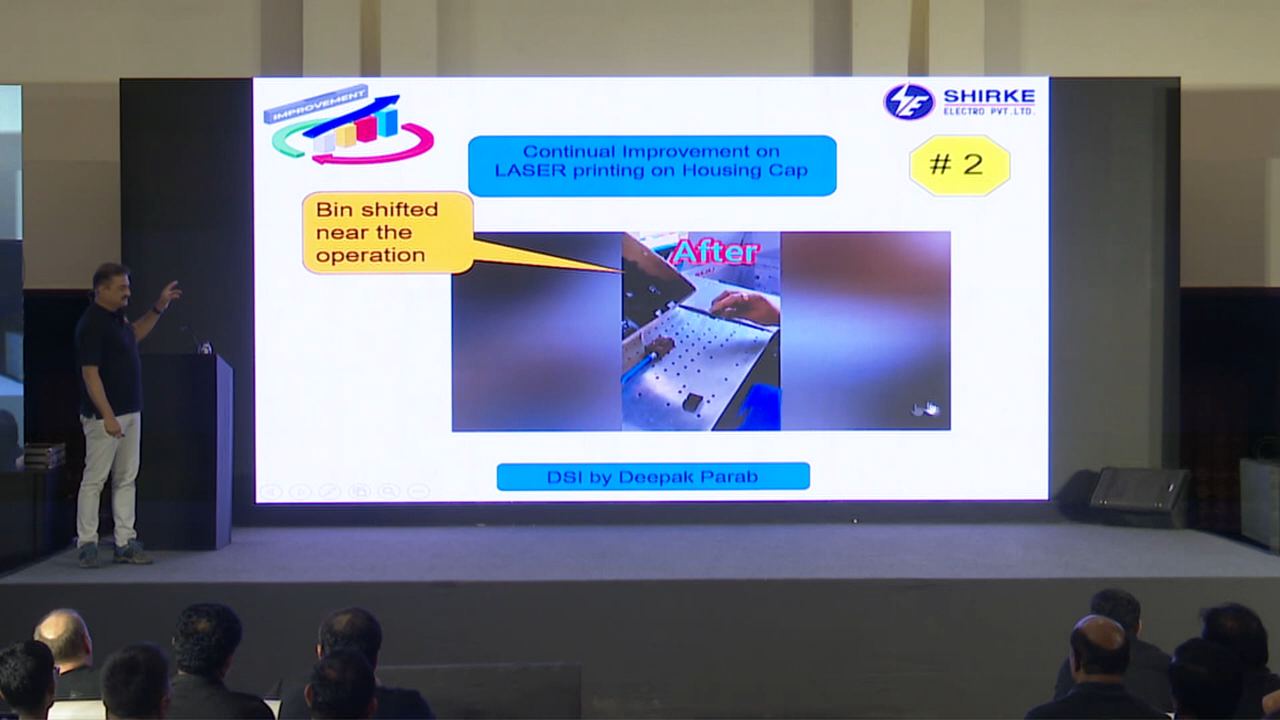 IMPROVEMENT
SHIRKE
ELECTRO PVT.LTD.
Continual Improvement on
LASER printing on Housing Cap
# 2
Bin shifted
near the
operation
After
DSI by Deepak Parab